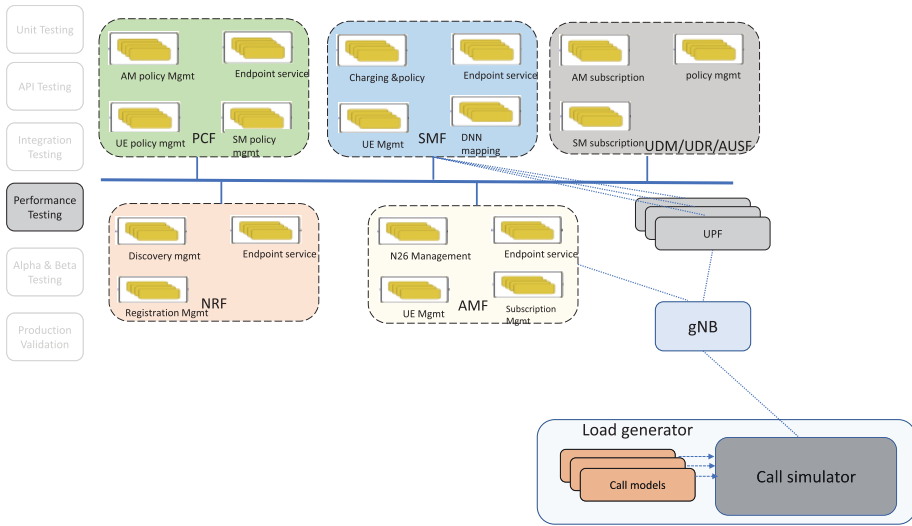 Unit Testing
API Testing
Integration
Testing
Performance
Testing
Alpha & Beta
Testing
Production
Validation
AM policy Mgmt
Endpoint service
UE policy mgmt
PCF
SM policy
mgmt
Charging &policy
Endpoint service
UE Mgmt
SMF
DNN
mapping
AM subscription
policy mgmt
SM subscription
UDM/UDR/AUSF
Discovery mgmt
Endpoint service
Registration Mgmt
NRF
N26 Management
Endpoint service
UE Mgmt
AMF
Subscription
Mgmt
UPF
gNB
Load generator
Call models
Call simulator